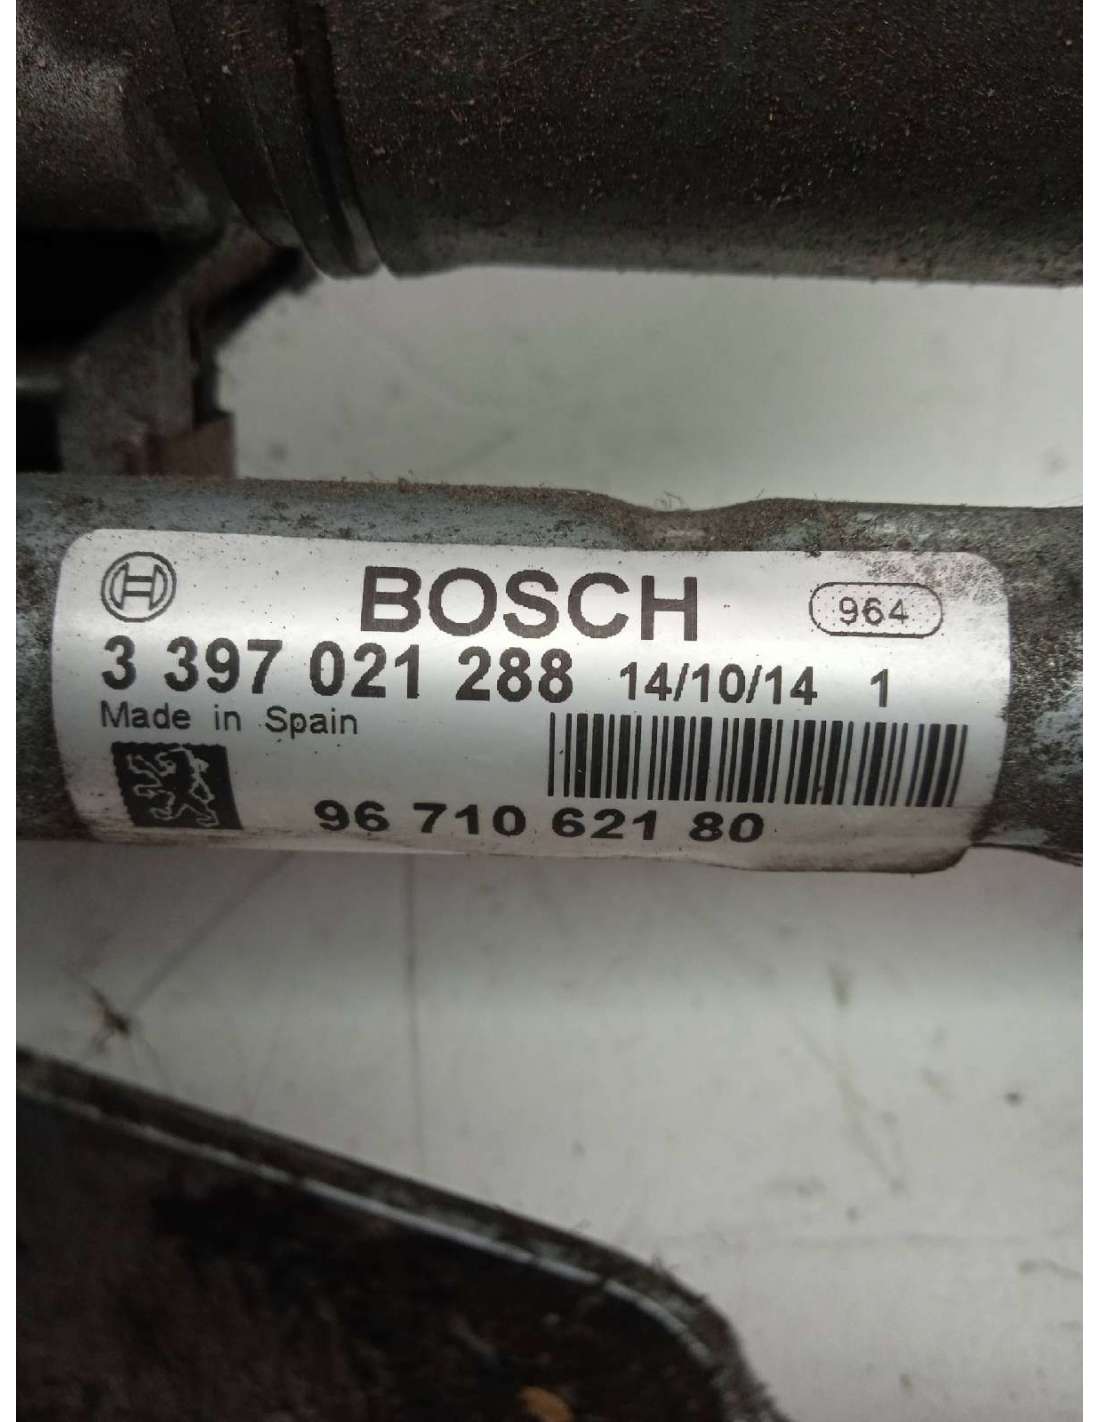 BOSCH 964
3 397 021 288 14/10/14 1
Made in Spain
96 710 621 80